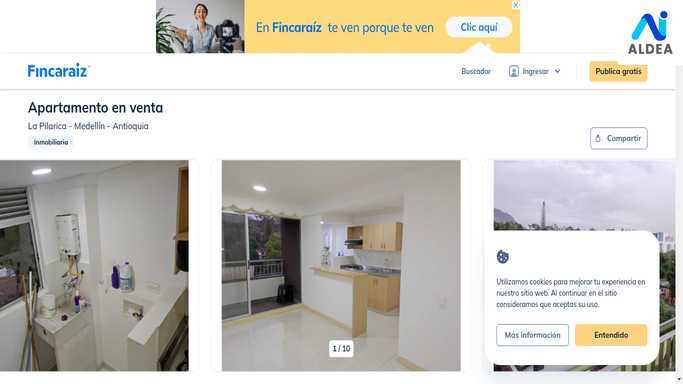 En Fincaraíz te ven porque te ven
Clic aquí
ALDEA
Fincaraíz
Buscador
Ingresar
Publica gratis
Apartamento en venta
La Pilarica - Medellín - Antioquia
Inmobiliaria
Compartir
1 / 10
Utilizamos cookies para mejorar tu experiencia en
nuestro sitio web. Al continuar en el sitio
consideramos que aceptas su uso.
Más información
Entendido